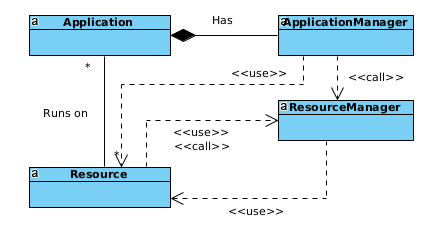 a Application
Has
a ApplicationManager
*
<<use>>
<<call>>
Runs on
a ResourceManager
<<use>>
<<call>>
*
a Resource
<<use>>